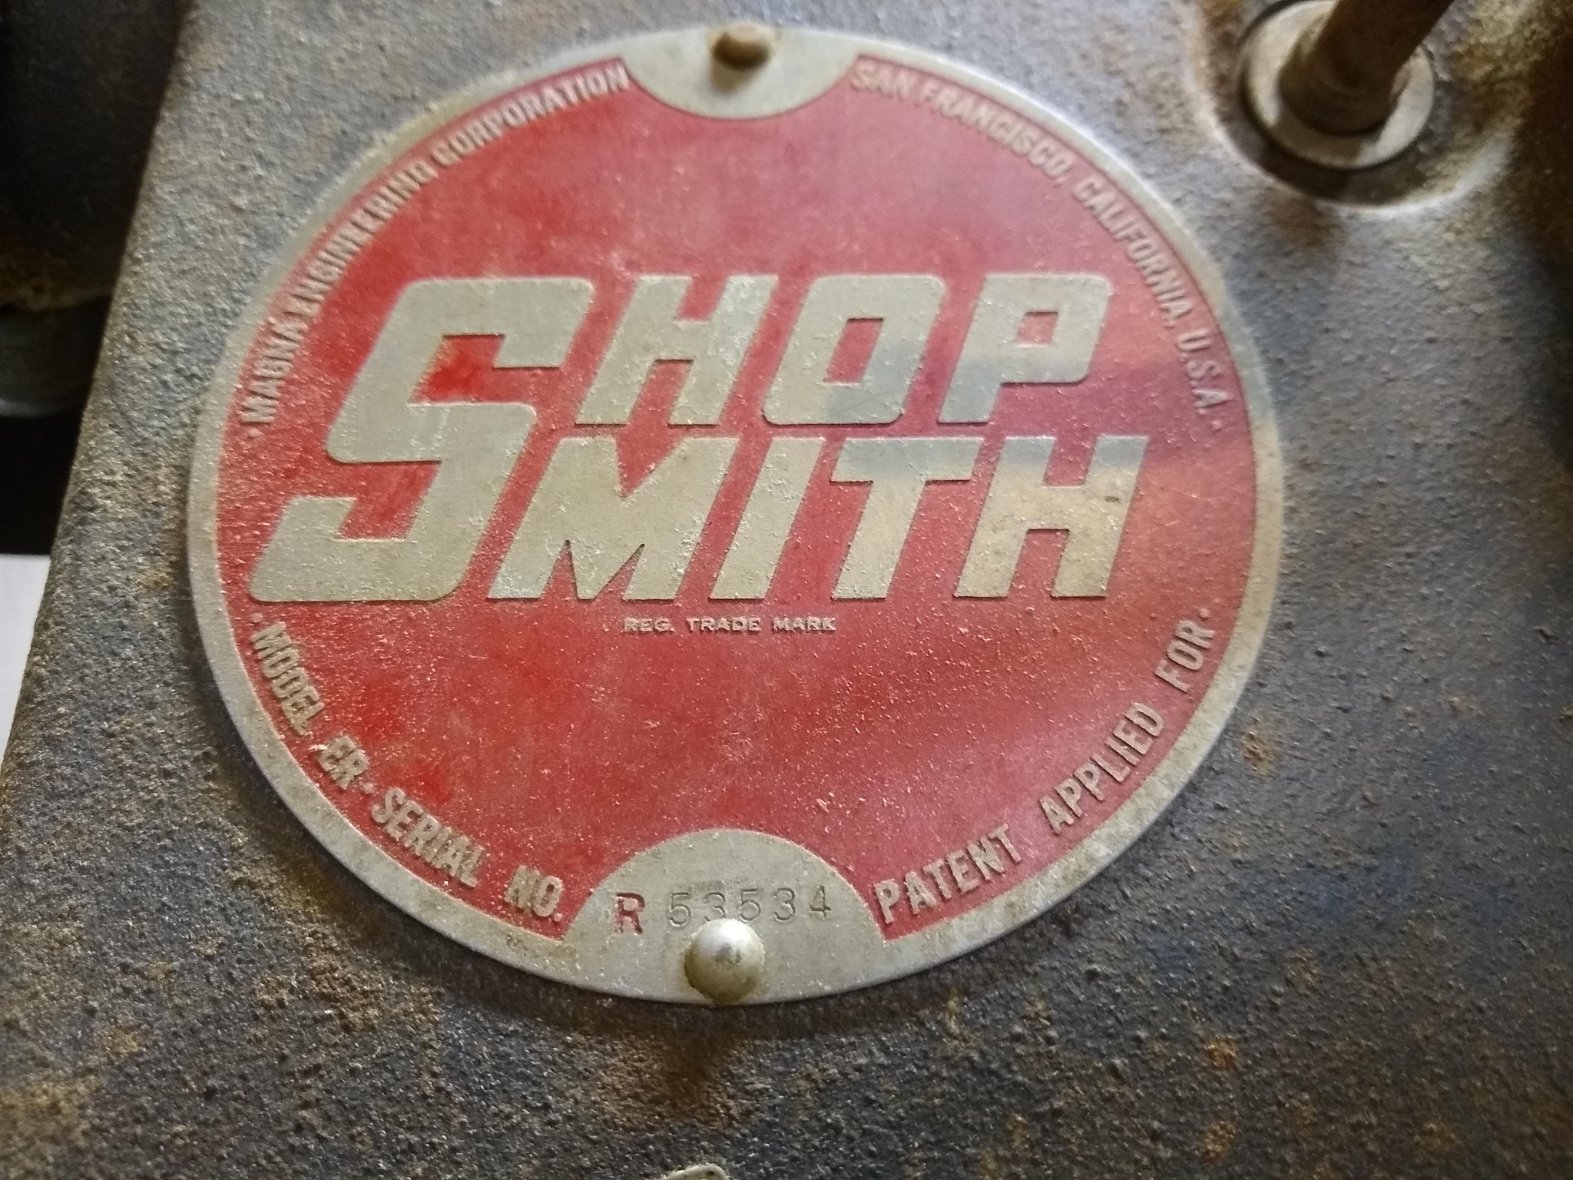 · MAGNA ENGINEERING CORPORATION
SAN FRANCISCO, CALIFORNIA, U.S.A. ·
SHOP
SMITH
REG. TRADE MARK
· MODEL ER - SERIAL NO.
R 53534
PATENT APPLIED FOR ·